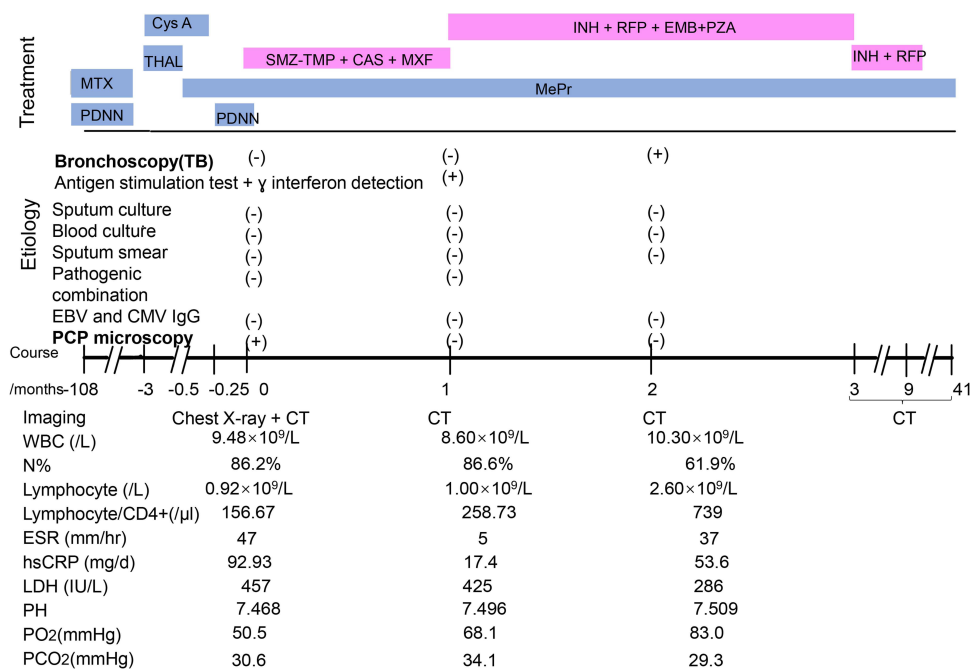 Treatment
Cys A
INH + RFP + EMB+PZA
THAL
SMZ-TMP + CAS + MXF
INH + RFP
MTX
MePr
PDNN
PDNN
Etiology
Bronchoscopy(TB) (-) (-) (+)
Antigen stimulation test + ɣ interferon detection (+)
Sputum culture (-) (-) (-)
Blood culture (-) (-) (-)
Sputum smear (-) (-) (-)
Pathogenic (-) (-)
combination
EBV and CMV IgG (-) (-) (-)
PCP microscopy (+) (-) (-)
Course
/months -108 -3 -0.5 -0.25 0 1 2 3 9 41
Imaging Chest X-ray + CT CT CT CT
WBC (/L) 9.48×10⁹/L 8.60×10⁹/L 10.30×10⁹/L
N% 86.2% 86.6% 61.9%
Lymphocyte (/L) 0.92×10⁹/L 1.00×10⁹/L 2.60×10⁹/L
Lymphocyte/CD4+(/µl) 156.67 258.73 739
ESR (mm/hr) 47 5 37
hsCRP (mg/d) 92.93 17.4 53.6
LDH (IU/L) 457 425 286
PH 7.468 7.496 7.509
PO2(mmHg) 50.5 68.1 83.0
PCO2(mmHg) 30.6 34.1 29.3